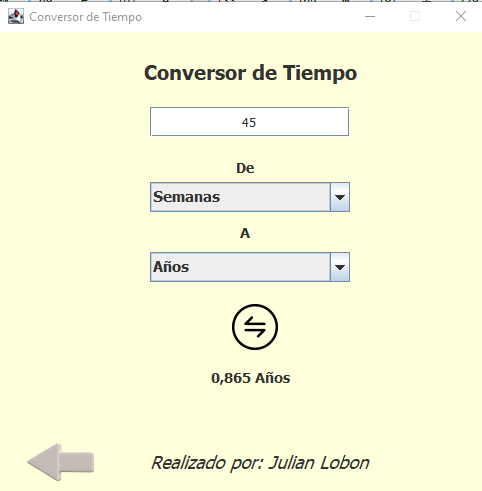 Conversor de Tiempo
Conversor de Tiempo
45
De
Semanas
A
Años
0,865 Años
Realizado por: Julian Lobon